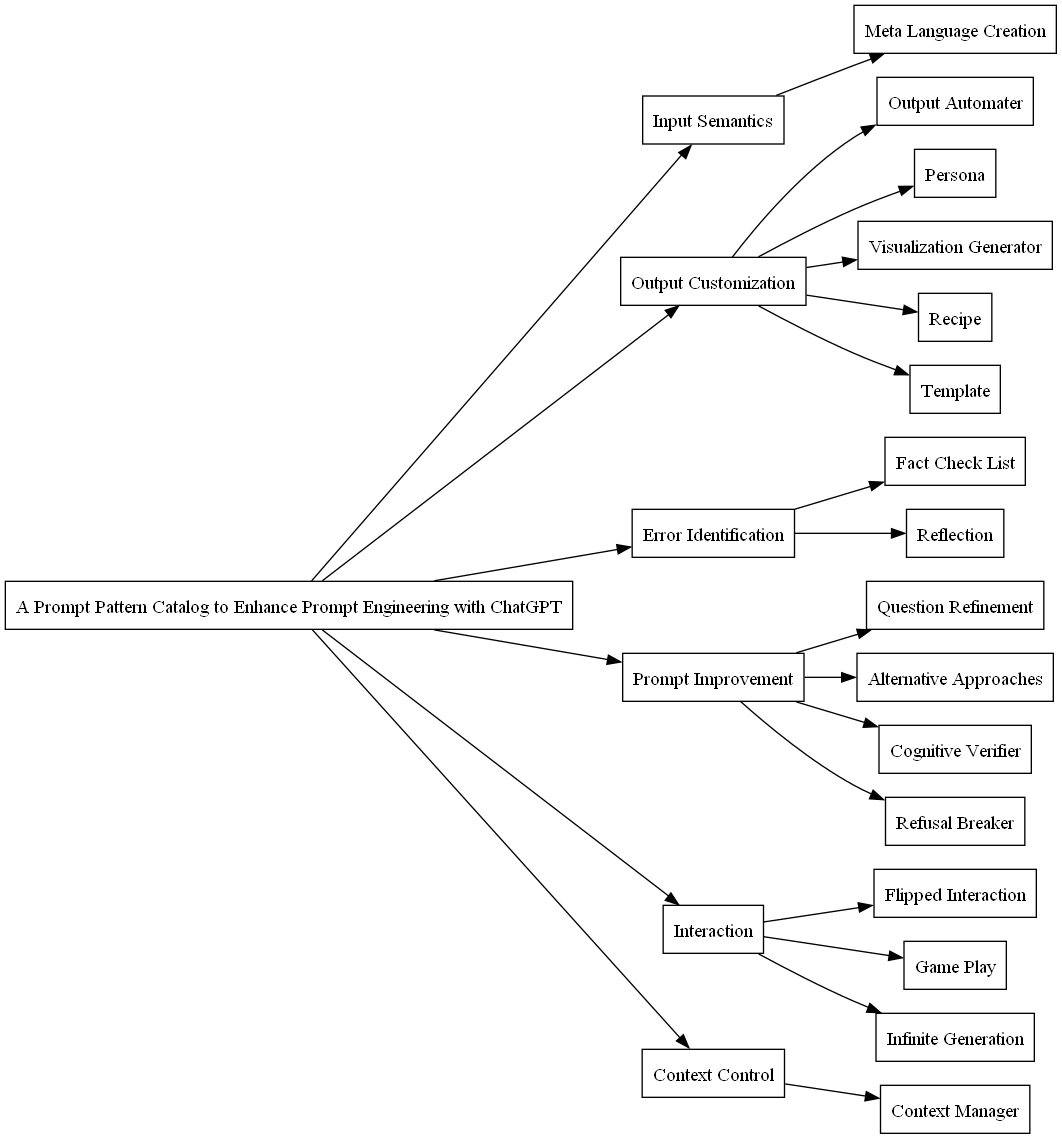 A Prompt Pattern Catalog to Enhance Prompt Engineering with ChatGPT
Input Semantics
Meta Language Creation
Output Customization
Output Automater
Persona
Visualization Generator
Recipe
Template
Error Identification
Fact Check List
Reflection
Prompt Improvement
Question Refinement
Alternative Approaches
Cognitive Verifier
Refusal Breaker
Interaction
Flipped Interaction
Game Play
Infinite Generation
Context Control
Context Manager